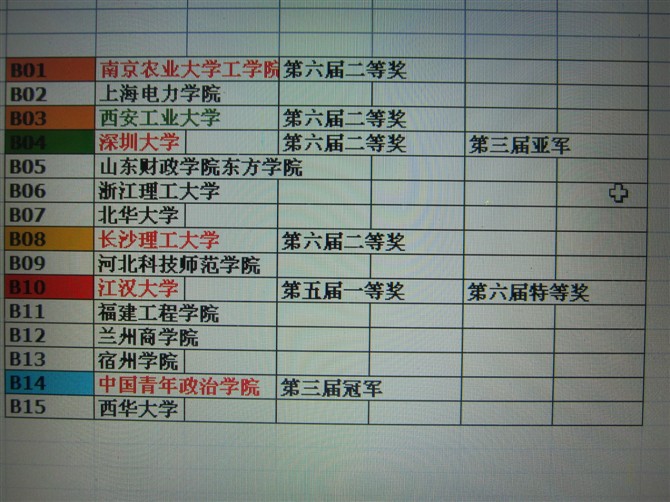 B01 南京农业大学工学院 第六届二等奖
B02 上海电力学院
B03 西安工业大学 第六届二等奖
B04 深圳大学 第六届二等奖 第三届亚军
B05 山东财政学院东方学院
B06 浙江理工大学
B07 北华大学
B08 长沙理工大学 第六届二等奖
B09 河北科技师范学院
B10 江汉大学 第五届一等奖 第六届特等奖
B11 福建工程学院
B12 兰州商学院
B13 宿州学院
B14 中国青年政治学院 第三届冠军
B15 西华大学